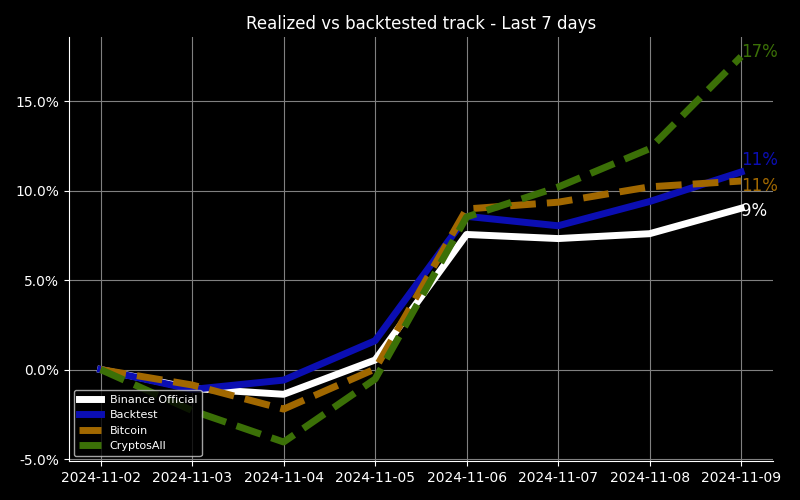 Realized vs backtested track - Last 7 days
17%
15.0%
11%
10.0%
11%
9%
5.0%
0.0%
Binance Official
Backtest
Bitcoin
CryptosAll
-5.0%
2024-11-02 2024-11-03 2024-11-04 2024-11-05 2024-11-06 2024-11-07 2024-11-08 2024-11-09